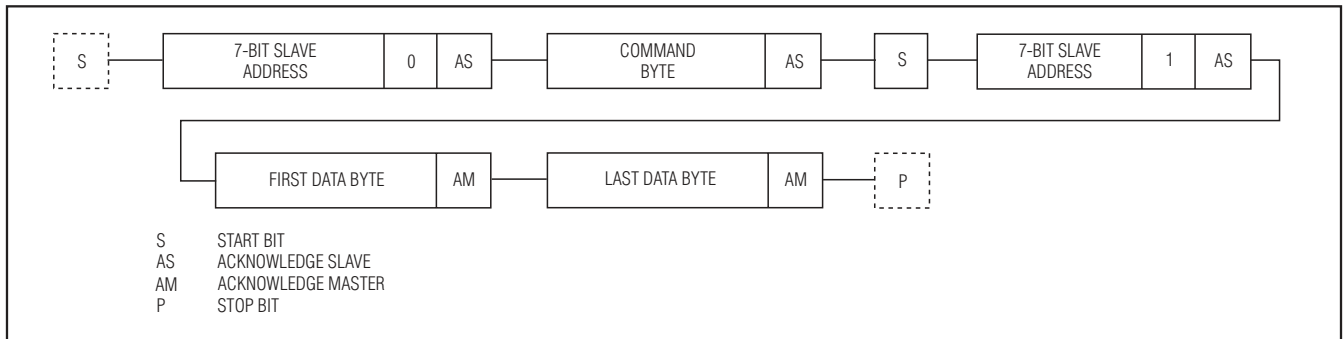 S
7-BIT SLAVE
ADDRESS
0
AS
COMMAND
BYTE
AS
S
7-BIT SLAVE
ADDRESS
1
AS
FIRST DATA BYTE
AM
LAST DATA BYTE
AM
P
S START BIT
AS ACKNOWLEDGE SLAVE
AM ACKNOWLEDGE MASTER
P STOP BIT